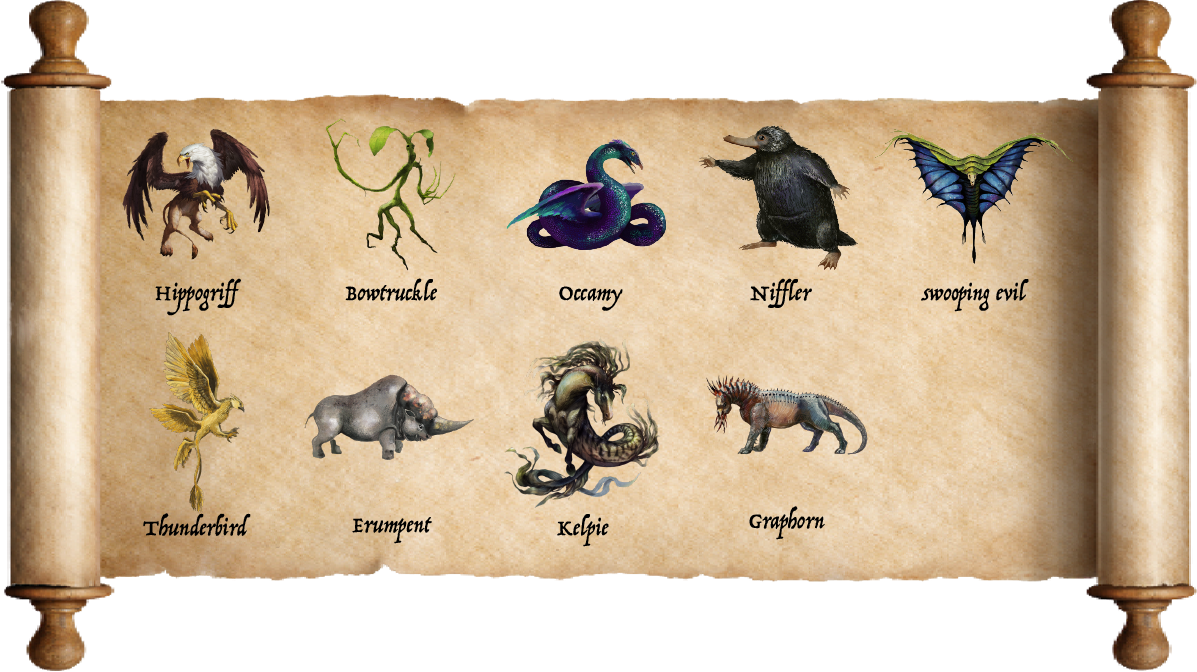 Hippogriff
Bowtruckle
Occamy
Niffler
swooping evil
Thunderbird
Erumpent
Kelpie
Graphorn